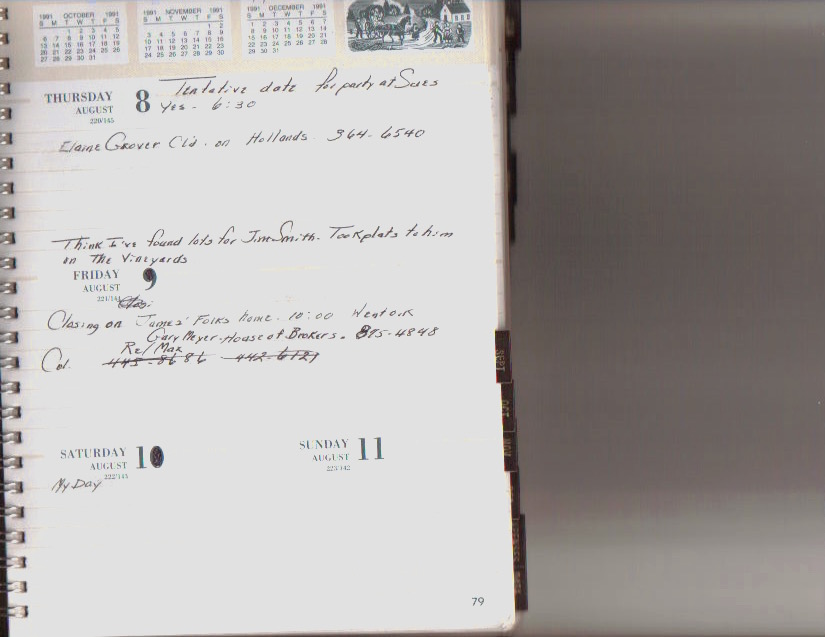 1991 OCTOBER 1991
S M T W T F S
1 2 3 4 5
6 7 8 9 10 11 12
13 14 15 16 17 18 19
20 21 22 23 24 25 26
27 28 29 30 31
1991 NOVEMBER 1991
S M T W T F S
1 2
3 4 5 6 7 8 9
10 11 12 13 14 15 16
17 18 19 20 21 22 23
24 25 26 27 28 29 30
1991 DECEMBER 1991
S M T W T F S
1 2 3 4 5 6 7
8 9 10 11 12 13 14
15 16 17 18 19 20 21
22 23 24 25 26 27 28
29 30 31
THURSDAY 8
AUGUST
220/145
Tentative date for party at Sues
Yes - 6:30
Elaine Grover Cl'd. on Hollands 364-6540
Think I've found lots for Jim Smith. Took plats to him
on The Vineyards
FRIDAY 9
AUGUST
221/144
Closing on James' Folks home - 10:00 Went o.k
Gary Meyer - House of Brokers. 875-4848
Re/Max
Col. 445-8686 442-6121
SATURDAY 10
AUGUST
222/143
My Day
SUNDAY 11
AUGUST
223/142
SEPT
OCT
NOV
79